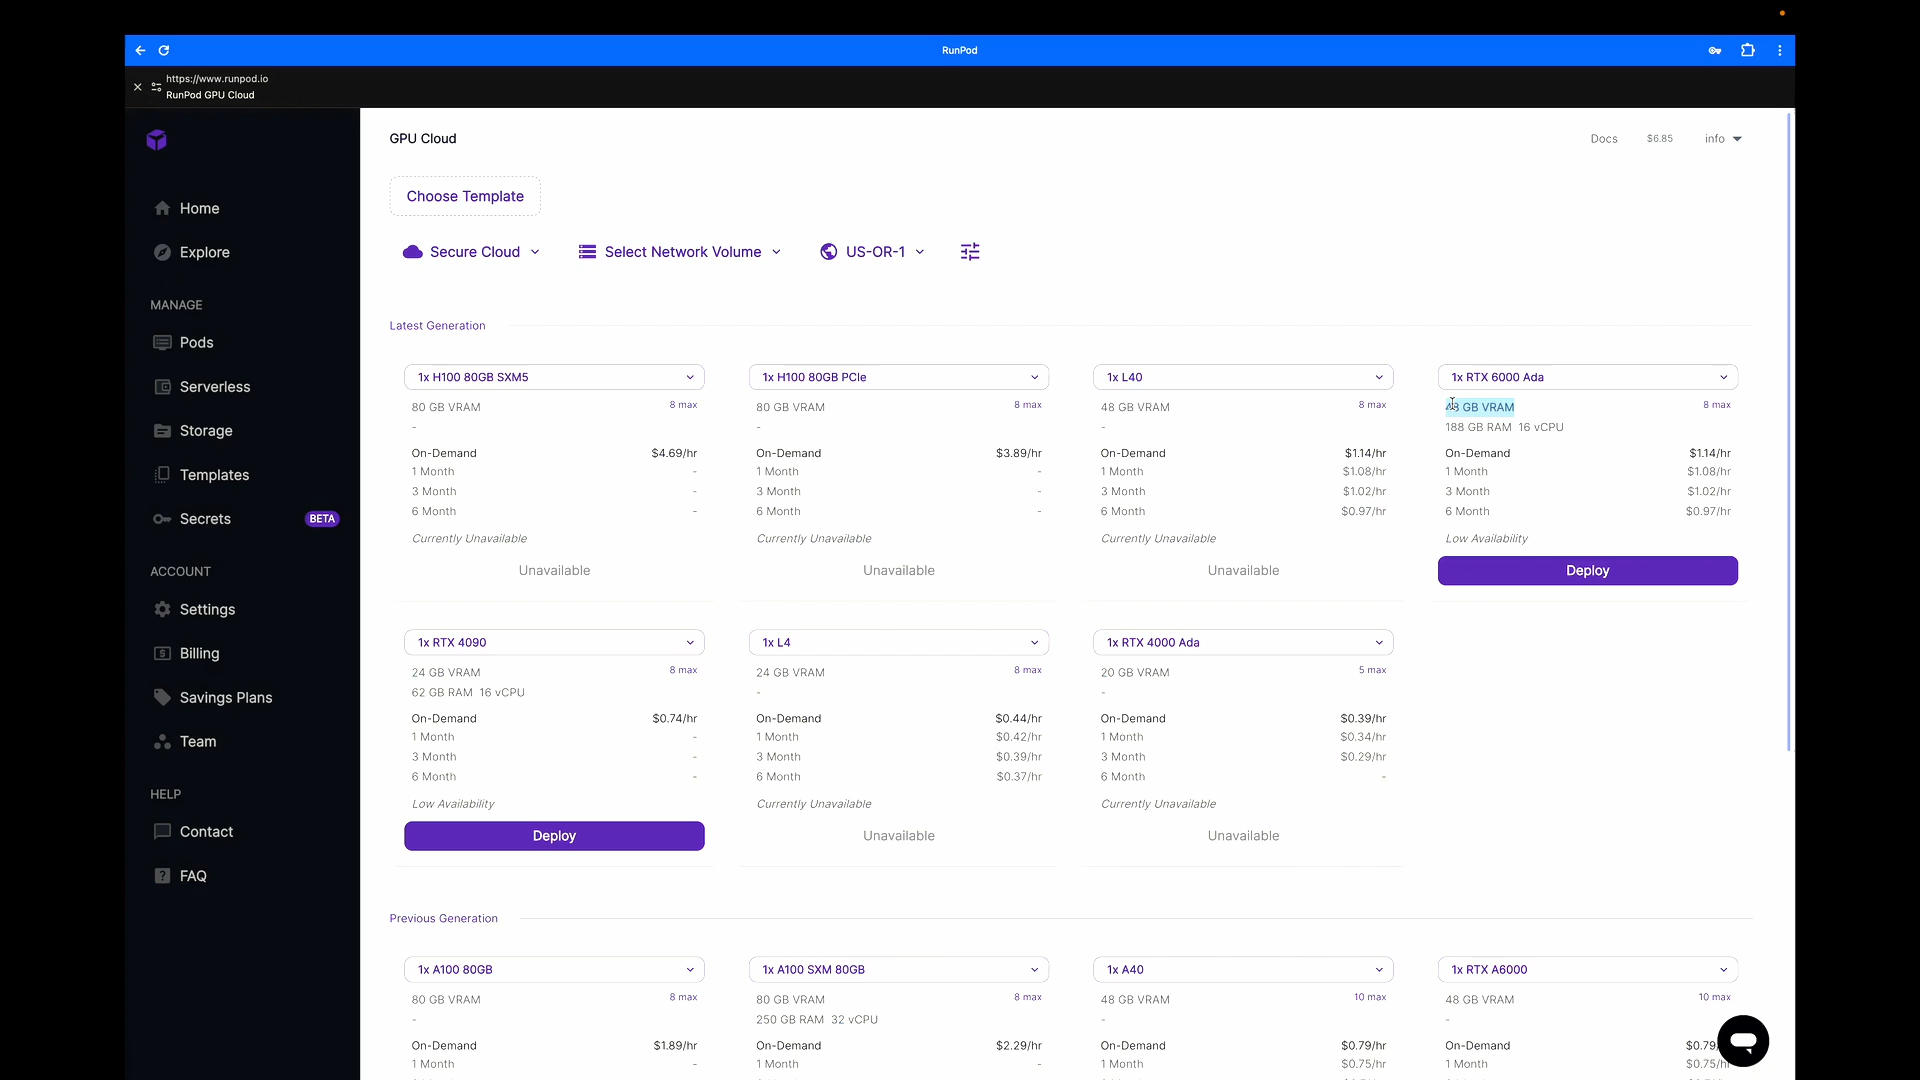 RunPod
https://www.runpod.io
RunPod GPU Cloud
Home
Explore
MANAGE
Pods
Serverless
Storage
Templates
Secrets BETA
ACCOUNT
Settings
Billing
Savings Plans
Team
HELP
Contact
FAQ
GPU Cloud
Docs $6.85 info
Choose Template
Secure Cloud Select Network Volume US-OR-1
Latest Generation
1x H100 80GB SXM5
80 GB VRAM 8 max
-
On-Demand $4.69/hr
1 Month -
3 Month -
6 Month -
Currently Unavailable
Unavailable
1x H100 80GB PCIe
80 GB VRAM 8 max
-
On-Demand $3.89/hr
1 Month -
3 Month -
6 Month -
Currently Unavailable
Unavailable
1x L40
48 GB VRAM 8 max
-
On-Demand $1.14/hr
1 Month $1.08/hr
3 Month $1.02/hr
6 Month $0.97/hr
Currently Unavailable
Unavailable
1x RTX 6000 Ada
48 GB VRAM 8 max
188 GB RAM 16 vCPU
On-Demand $1.14/hr
1 Month $1.08/hr
3 Month $1.02/hr
6 Month $0.97/hr
Low Availability
Deploy
1x RTX 4090
24 GB VRAM 8 max
62 GB RAM 16 vCPU
On-Demand $0.74/hr
1 Month -
3 Month -
6 Month -
Low Availability
Deploy
1x L4
24 GB VRAM 8 max
-
On-Demand $0.44/hr
1 Month $0.42/hr
3 Month $0.39/hr
6 Month $0.37/hr
Currently Unavailable
Unavailable
1x RTX 4000 Ada
20 GB VRAM 5 max
-
On-Demand $0.39/hr
1 Month $0.34/hr
3 Month $0.29/hr
6 Month -
Currently Unavailable
Unavailable
Previous Generation
1x A100 80GB
80 GB VRAM 8 max
-
On-Demand $1.89/hr
1 Month -
1x A100 SXM 80GB
80 GB VRAM 8 max
250 GB RAM 32 vCPU
On-Demand $2.29/hr
1 Month -
1x A40
48 GB VRAM 10 max
-
On-Demand $0.79/hr
1 Month $0.75/hr
1x RTX A6000
48 GB VRAM 10 max
-
On-Demand $0.79
1 Month $0.75/hr